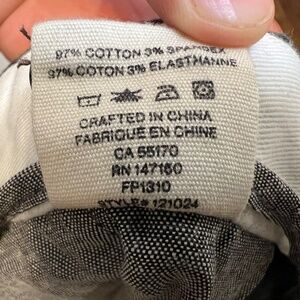 97% COTTON 3% SPANDEX
97% COTON 3% ELASTHANNE
CRAFTED IN CHINA
FABRIQUE EN CHINE
CA 55170
RN 147150
FP1310
STYLE# 121024